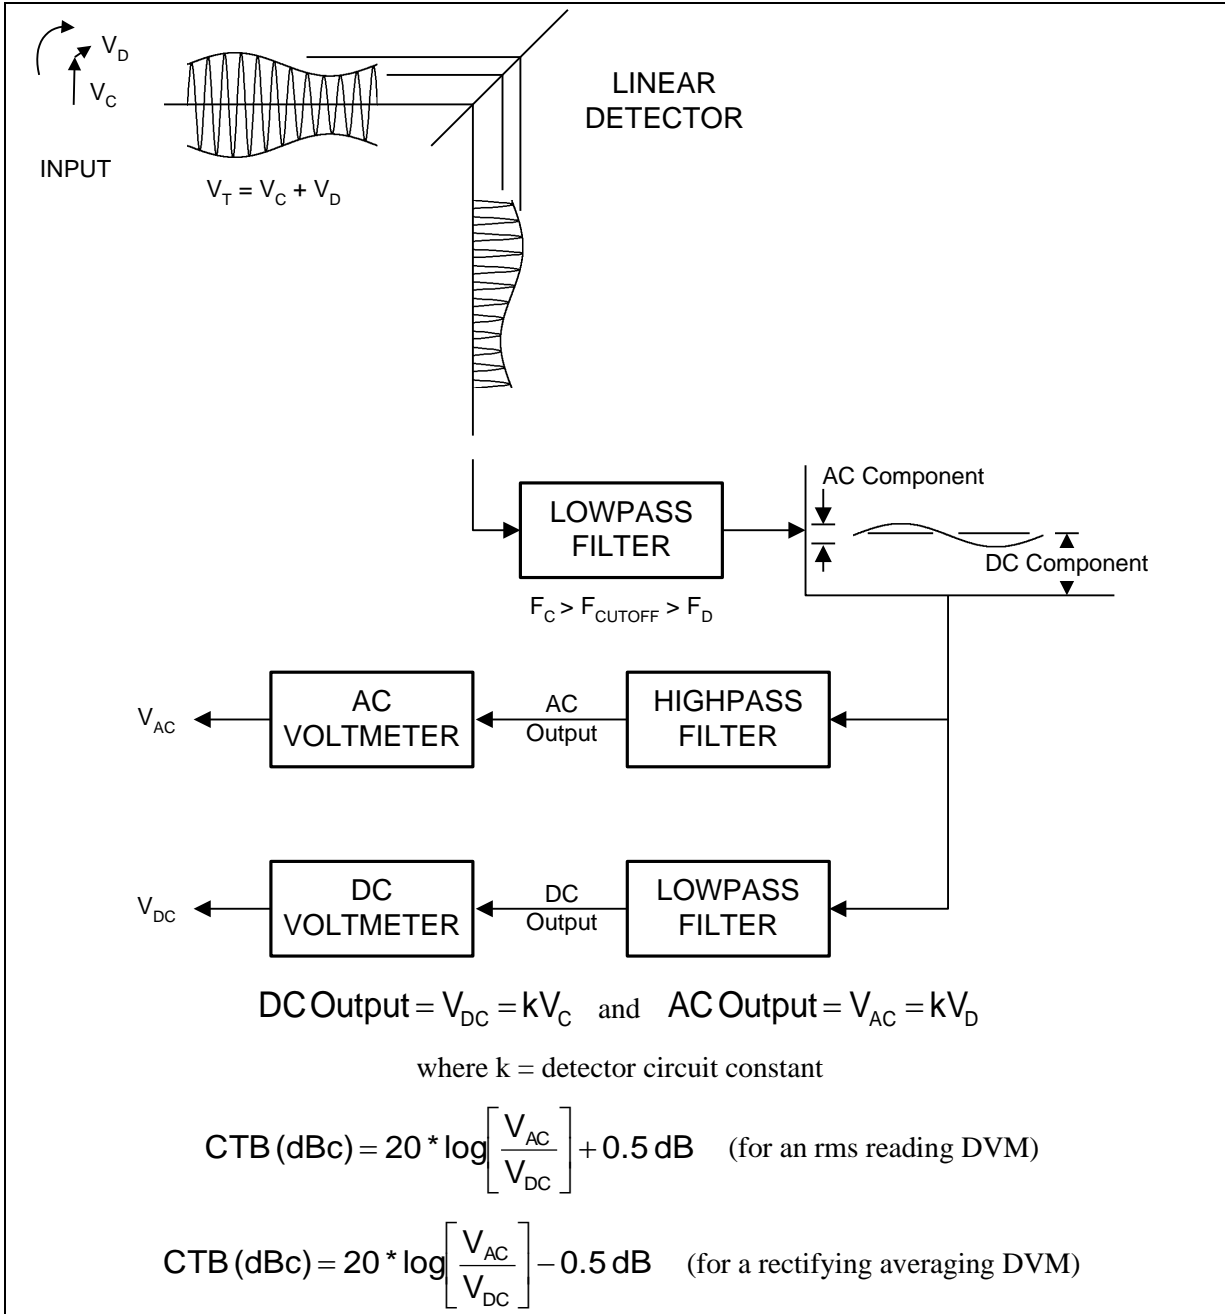 V_D
V_C
INPUT
V_T = V_C + V_D
LINEAR
DETECTOR
AC Component
LOWPASS
FILTER
DC Component
F_C > F_CUTOFF > F_D
V_AC
AC
VOLTMETER
AC
Output
HIGHPASS
FILTER
V_DC
DC
VOLTMETER
DC
Output
LOWPASS
FILTER
DC Output = V_DC = kV_C and AC Output = V_AC = kV_D
where k = detector circuit constant
CTB (dBc) = 20 * log[V_AC / V_DC] + 0.5 dB (for an rms reading DVM)
CTB (dBc) = 20 * log[V_AC / V_DC] − 0.5 dB (for a rectifying averaging DVM)